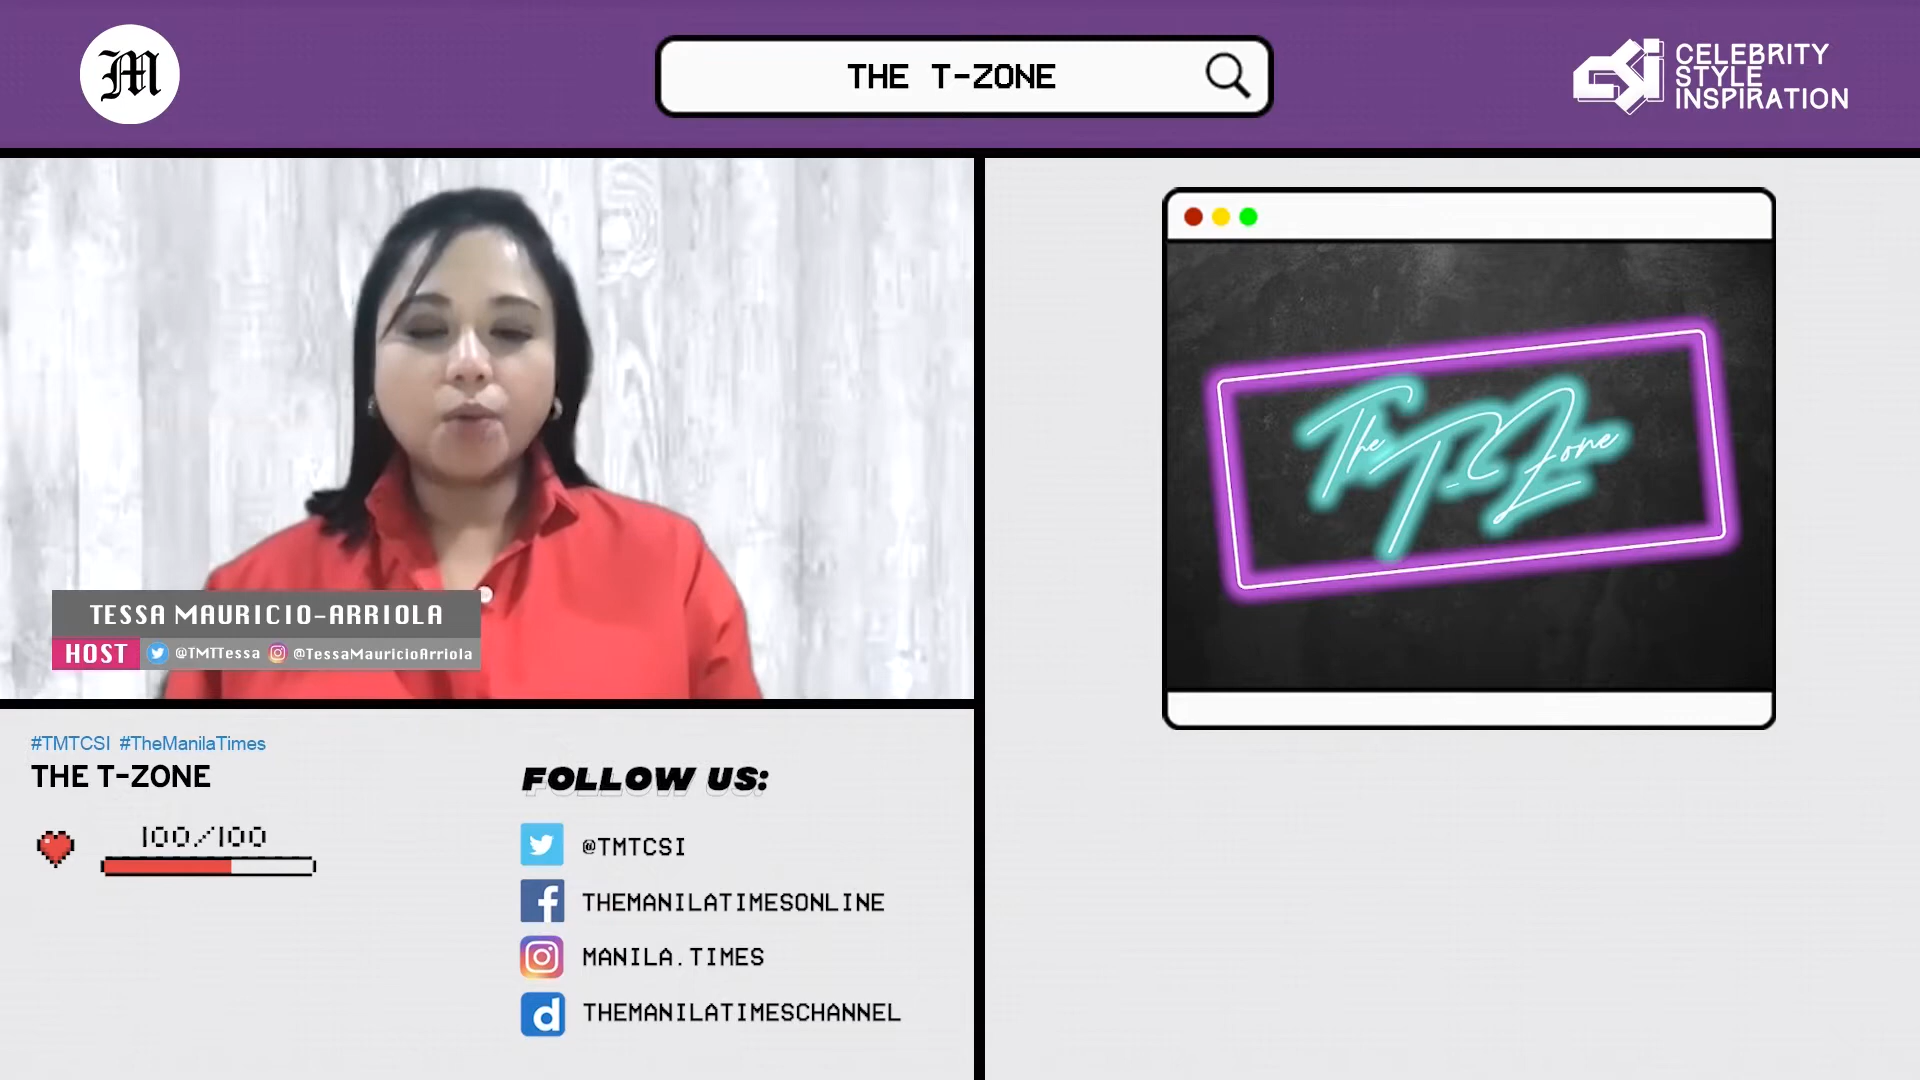 M
THE T-ZONE
CELEBRITY
STYLE
INSPIRATION
The T-Zone
TESSA MAURICIO-ARRIOLA
HOST @TMTTessa @TessaMauricioArriola
#TMTCSI #TheManilaTimes
THE T-ZONE
100/100
FOLLOW US:
@TMTCSI
THEMANILATIMESONLINE
MANILA.TIMES
THEMANILATIMESCHANNEL